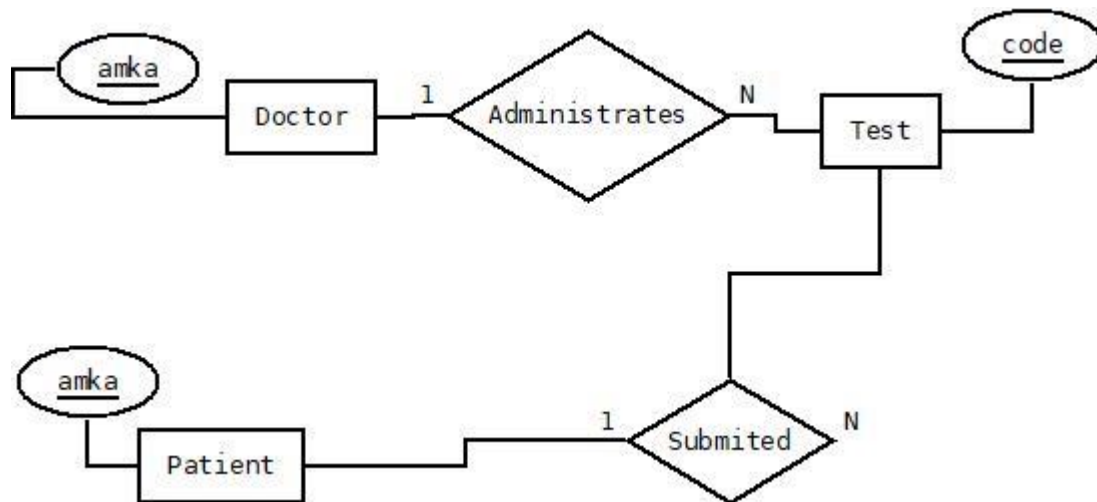 amka
code
Doctor
1
Administrates
N
Test
amka
1
Submited
N
Patient